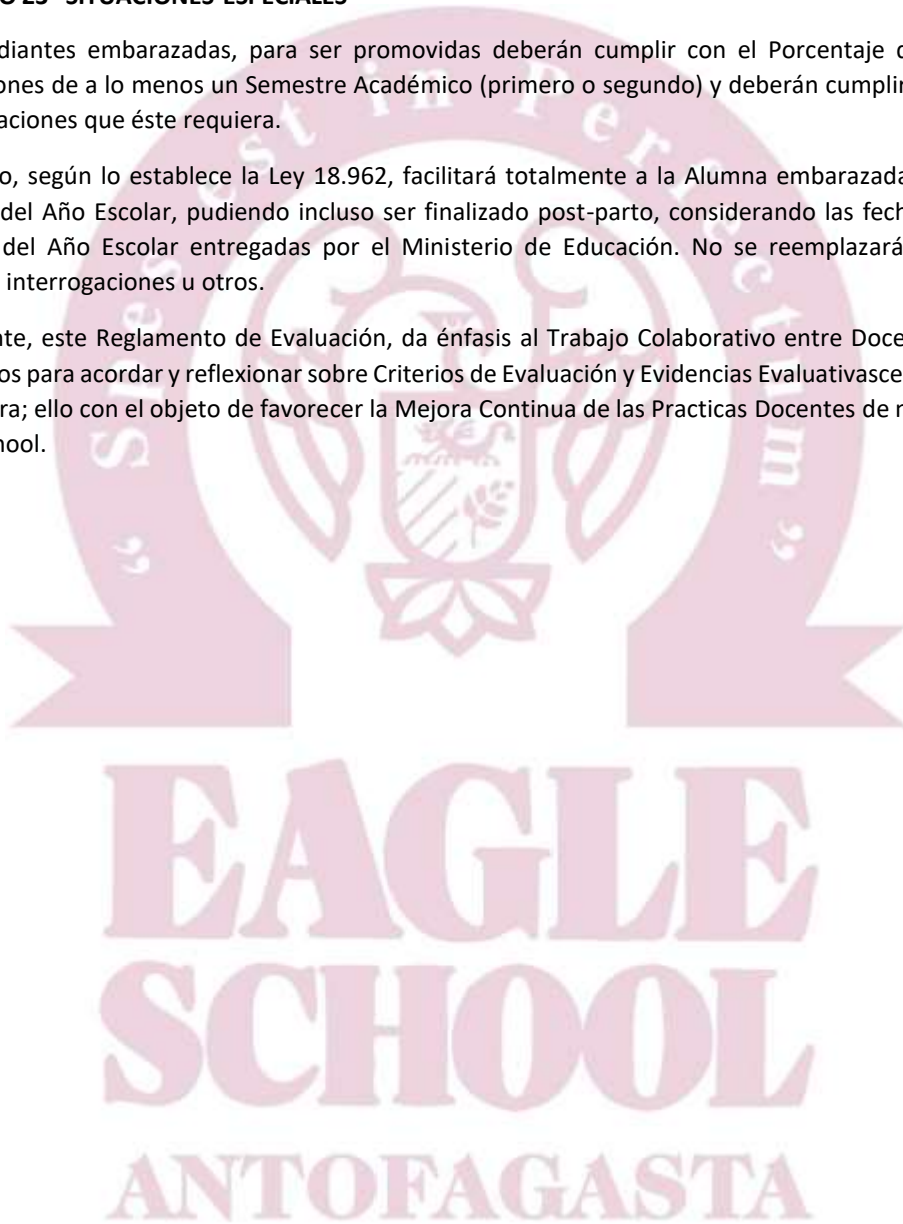 O 23° SITUACIONES ESPECIALES
diantes embarazadas, para ser promovidas deberán cumplir con el Porcentaje
ones de a lo menos un Semestre Académico (primero o segundo) y deberán cumplir
aciones que éste requiera.
o, según lo establece la Ley 18.962, facilitará totalmente a la Alumna embarazada
del Año Escolar, pudiendo incluso ser finalizado post-parto, considerando las fech
del Año Escolar entregadas por el Ministerio de Educación. No se reemplazará
interrogaciones u otros.
nte, este Reglamento de Evaluación, da énfasis al Trabajo Colaborativo entre Doce
os para acordar y reflexionar sobre Criterios de Evaluación y Evidencias Evaluativasce
ra; ello con el objeto de favorecer la Mejora Continua de las Practicas Docentes de
hool.
" Spes est in Perfectum "
EAGLE
SCHOOL
ANTOFAGASTA